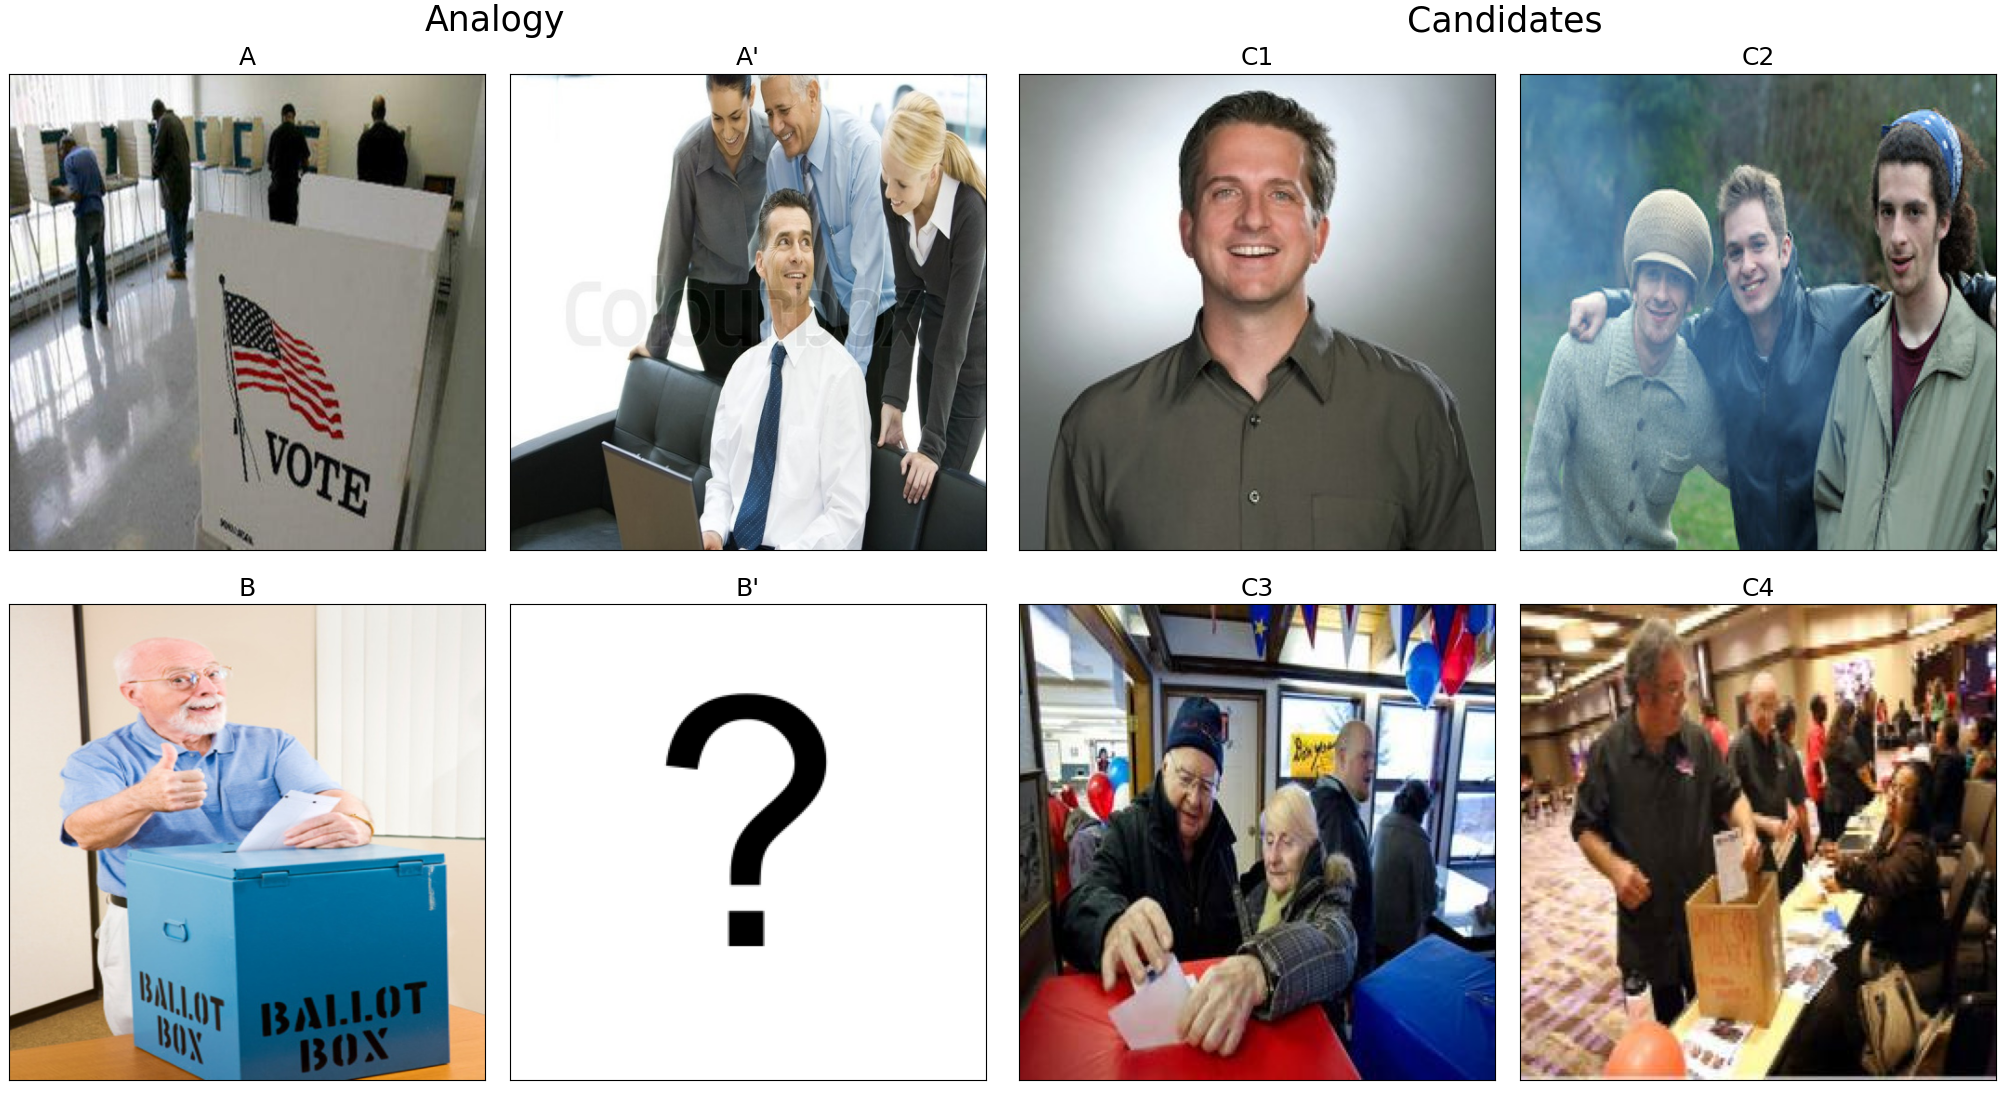 Analogy
Candidates
A
A'
C1
C2
Colourbox
VOTE
B
B'
C3
C4
BALLOT
BOX
BALLOT
BOX
?